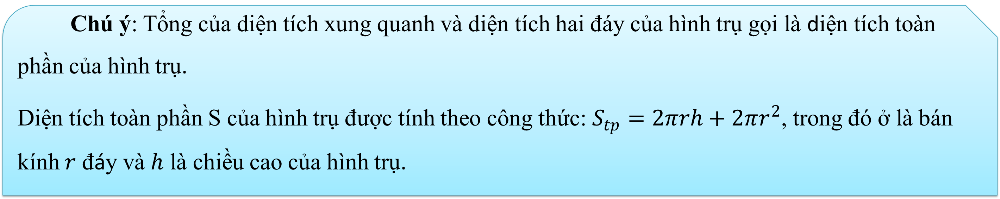 Chú ý: Tổng của diện tích xung quanh và diện tích hai đáy của hình trụ gọi là diện tích toàn
phần của hình trụ.
Diện tích toàn phần S của hình trụ được tính theo công thức: $S_{tp} = 2\pi rh + 2\pi r^2$, trong đó ở là bán
kính r đáy và h là chiều cao của hình trụ.